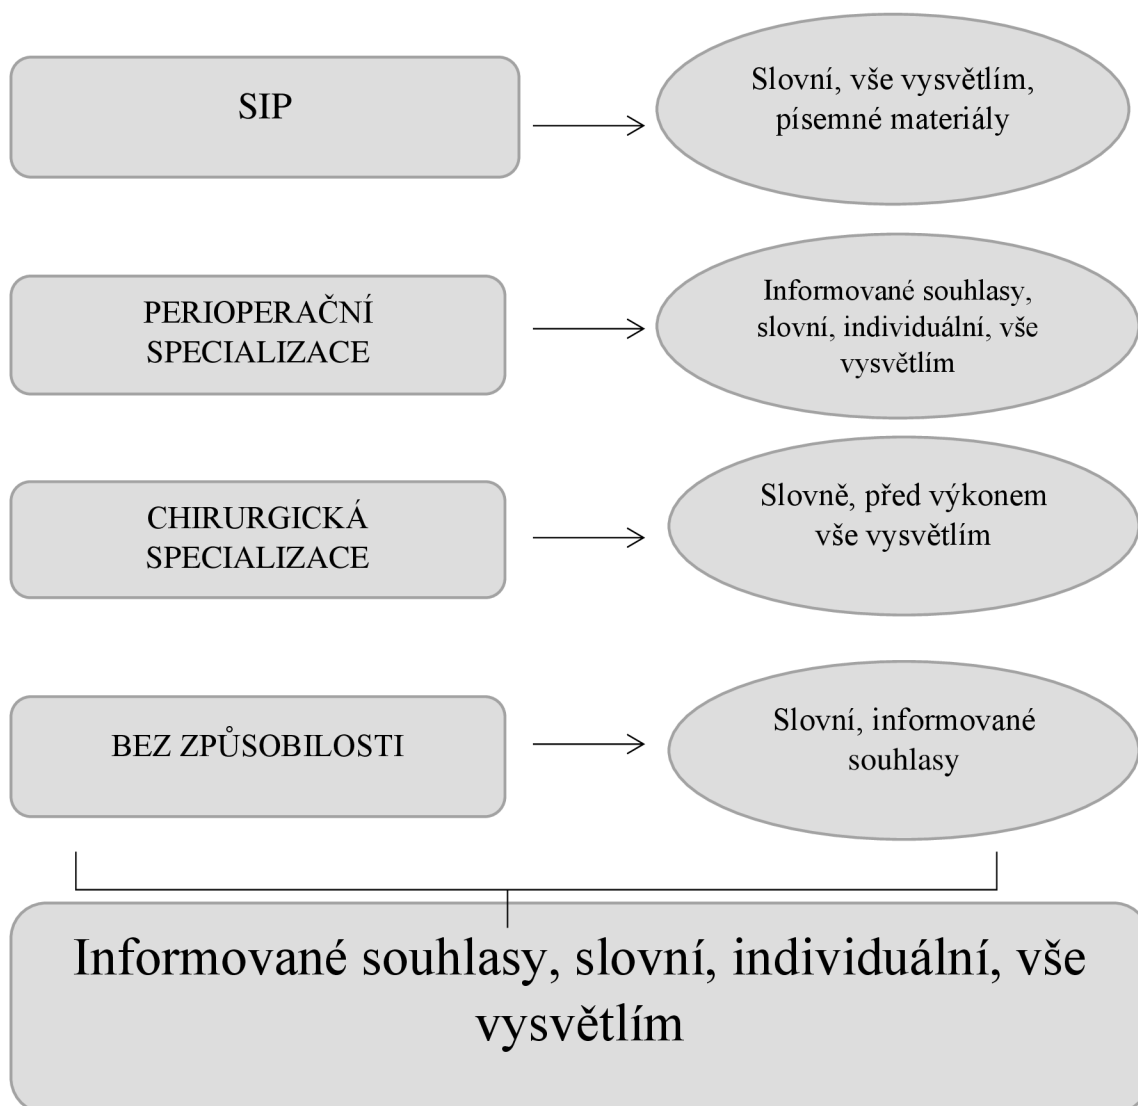 SIP
Slovní, vše vysvětlím,
písemné materiály
PERIOPERAČNÍ
SPECIALIZACE
Informované souhlasy,
slovní, individuální, vše
vysvětlím
CHIRURGICKÁ
SPECIALIZACE
Slovně, před výkonem
vše vysvětlím
BEZ ZPŮSOBILOSTI
Slovní, informované
souhlasy
Informované souhlasy, slovní, individuální, vše
vysvětlím